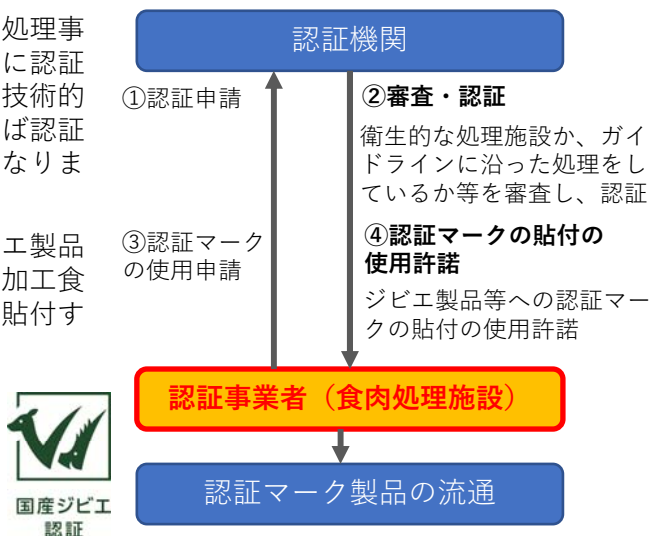 処理事
に認証
技術的
ば認証
なりま
エ製品
加工食
貼付す
認証機関
①認証申請
②審査・認証
衛生的な処理施設か、ガイ
ドラインに沿った処理をし
ているか等を審査し、認証
③認証マーク
の使用申請
④認証マークの貼付の
使用許諾
ジビエ製品等への認証マー
クの貼付の使用許諾
認証事業者（食肉処理施設）
認証マーク製品の流通
国産ジビエ
認証